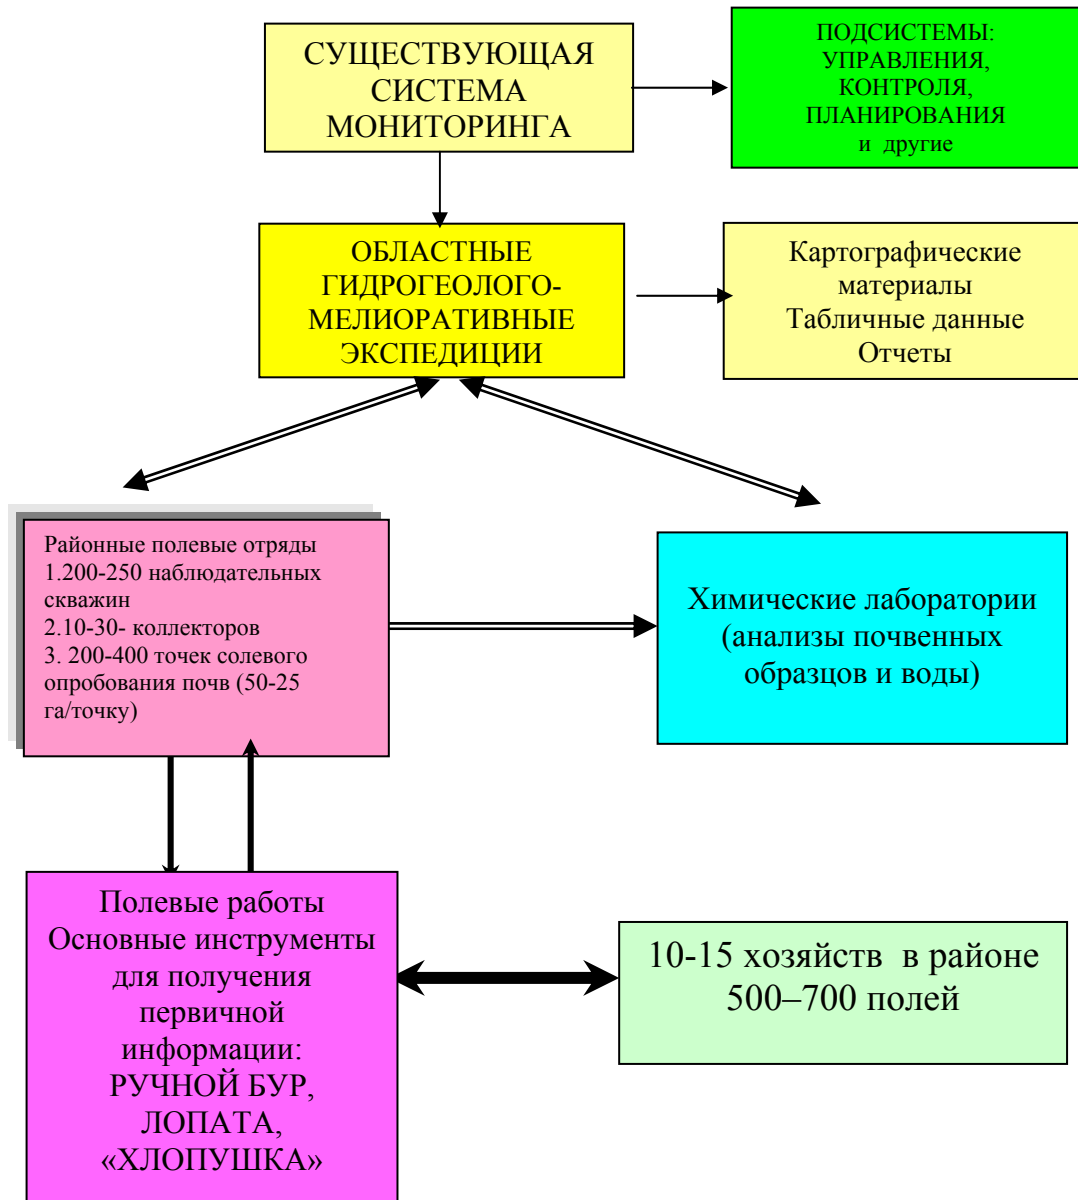 СУЩЕСТВУЮЩАЯ
СИСТЕМА
МОНИТОРИНГА
ПОДСИСТЕМЫ:
УПРАВЛЕНИЯ,
КОНТРОЛЯ,
ПЛАНИРОВАНИЯ
и другие
ОБЛАСТНЫЕ
ГИДРОГЕОЛОГО-
МЕЛИОРАТИВНЫЕ
ЭКСПЕДИЦИИ
Картографические
материалы
Табличные данные
Отчеты
Районные полевые отряды
1.200-250 наблюдательных
скважин
2.10-30- коллекторов
3. 200-400 точек солевого
опробования почв (50-25
га/точку)
Химические лаборатории
(анализы почвенных
образцов и воды)
Полевые работы
Основные инструменты
для получения
первичной
информации:
РУЧНОЙ БУР,
ЛОПАТА,
«ХЛОПУШКА»
10-15 хозяйств в районе
500–700 полей